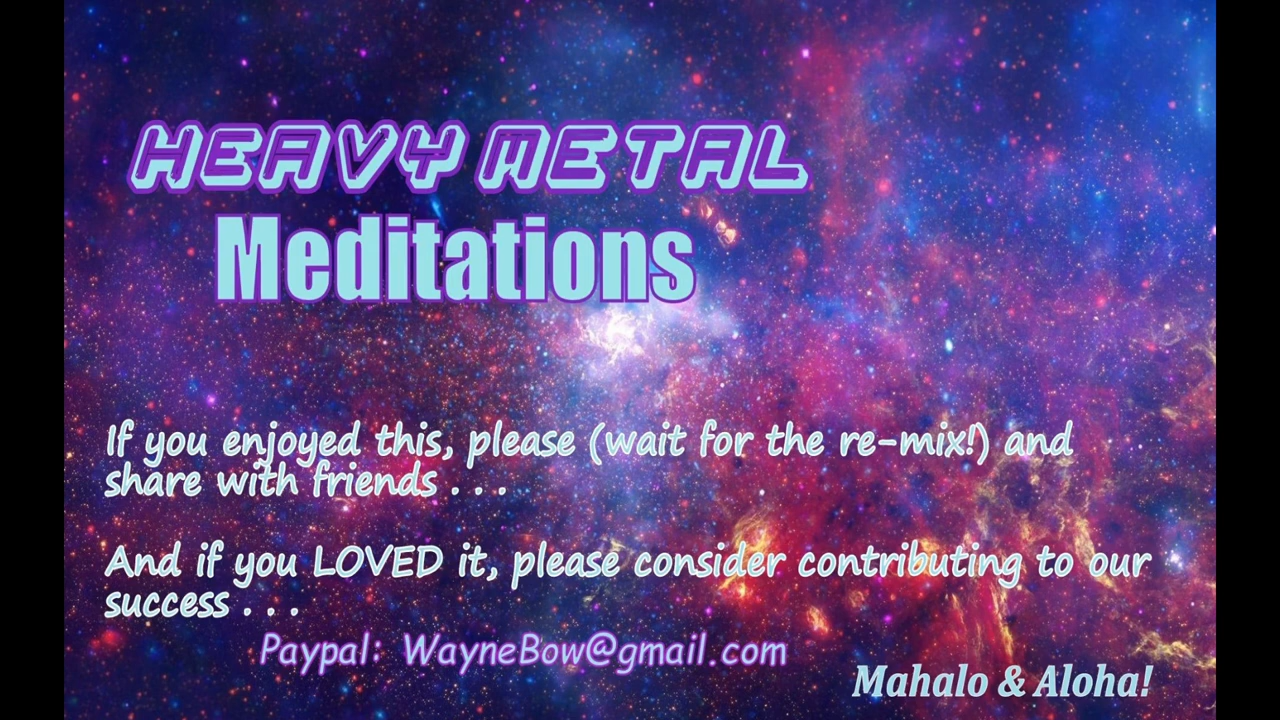 HEAVY METAL
Meditations
If you enjoyed this, please (wait for the re-mix!) and
share with friends . . .
And if you LOVED it, please consider contributing to our
success . . .
Paypal: WayneBow@gmail.com
Mahalo & Aloha!